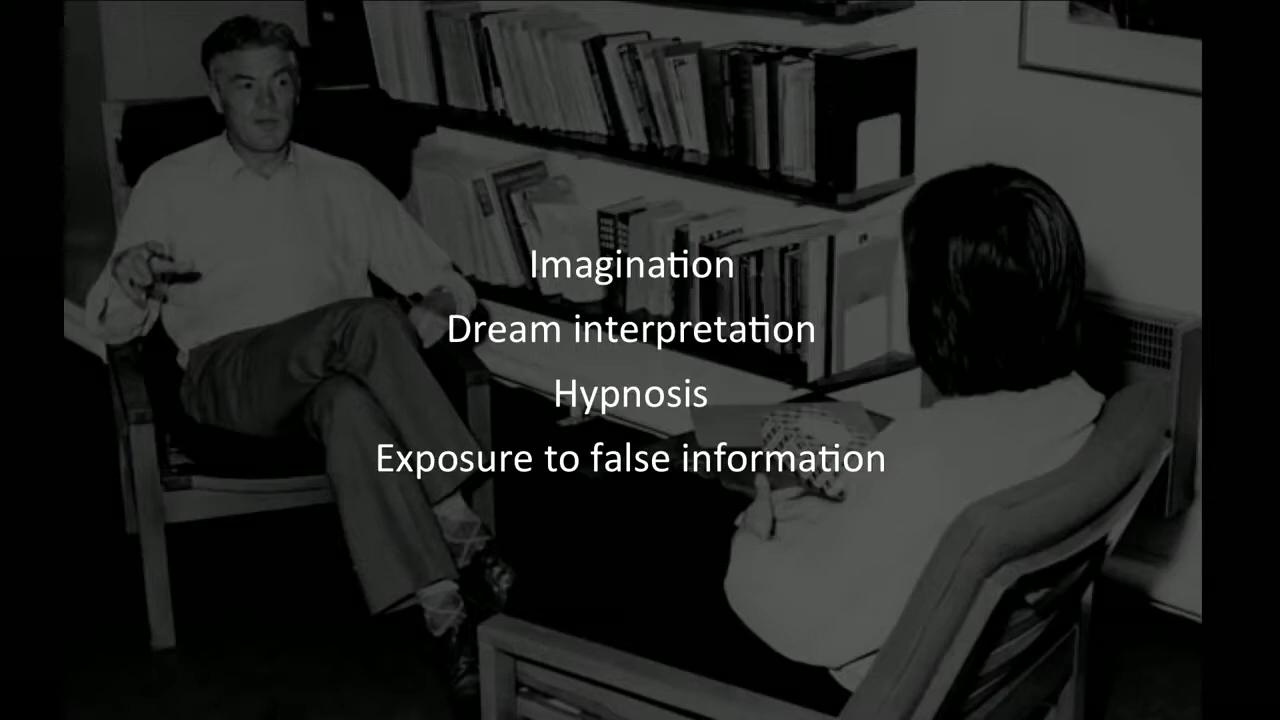 Imagination
Dream interpretation
Hypnosis
Exposure to false information